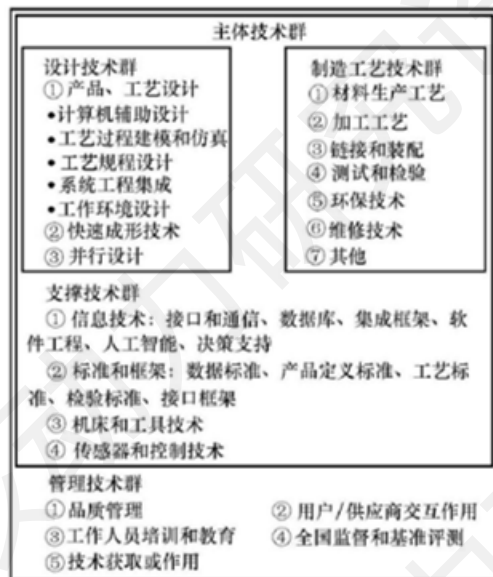 主体技术群
设计技术群
①产品、工艺设计
•计算机辅助设计
•工艺过程建模和仿真
•工艺规程设计
•系统工程集成
•工作环境设计
②快速成形技术
③并行设计
制造工艺技术群
①材料生产工艺
②加工工艺
③链接和装配
④测试和检验
⑤环保技术
⑥维修技术
⑦其他
支撑技术群
①信息技术：接口和通信、数据库、集成框架、软
件工程、人工智能、决策支持
②标准和框架：数据标准、产品定义标准、工艺标
准、检验标准、接口框架
③机床和工具技术
④传感器和控制技术
管理技术群
①品质管理
②用户/供应商交互作用
③工作人员培训和教育
④全国监督和基准评测
⑤技术获取或作用